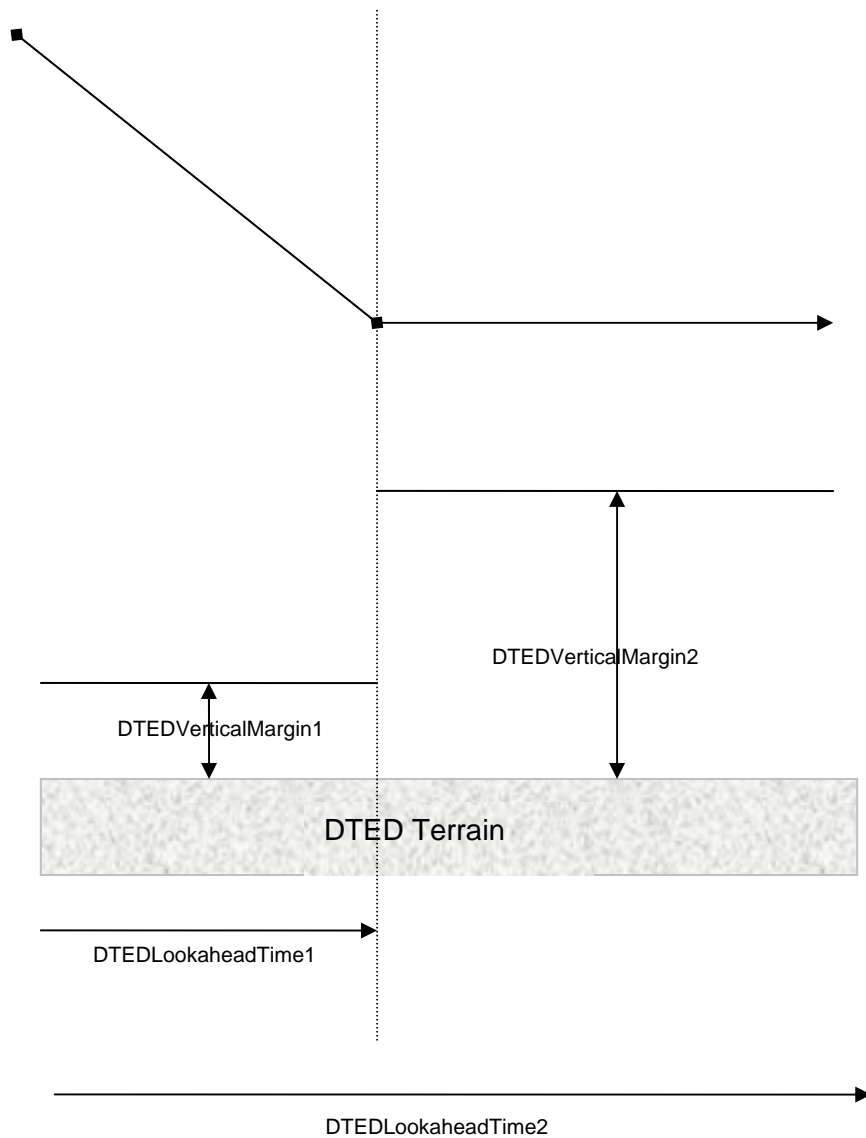 DTEDVerticalMargin2
DTEDVerticalMargin1
DTED Terrain
DTEDLookaheadTime1
DTEDLookaheadTime2